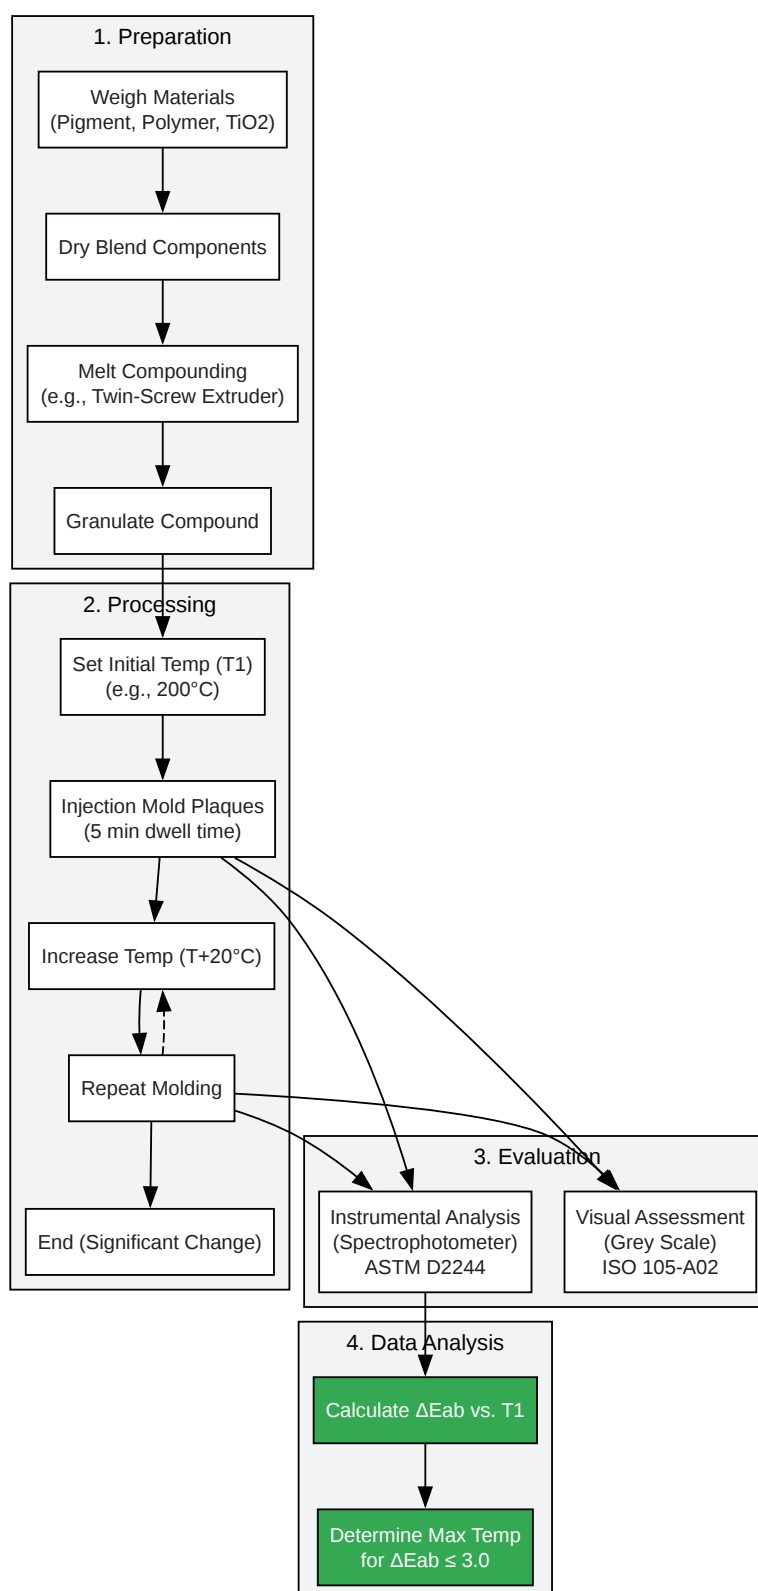 1. Preparation
Weigh Materials
(Pigment, Polymer, TiO2)
Dry Blend Components
Melt Compounding
(e.g., Twin-Screw Extruder)
Granulate Compound
2. Processing
Set Initial Temp (T1)
(e.g., 200°C)
Injection Mold Plaques
(5 min dwell time)
Increase Temp (T+20°C)
Repeat Molding
End (Significant Change)
3. Evaluation
Instrumental Analysis
(Spectrophotometer)
ASTM D2244
Visual Assessment
(Grey Scale)
ISO 105-A02
4. Data Analysis
Calculate ΔEab vs. T1
Determine Max Temp
for ΔEab ≤ 3.0